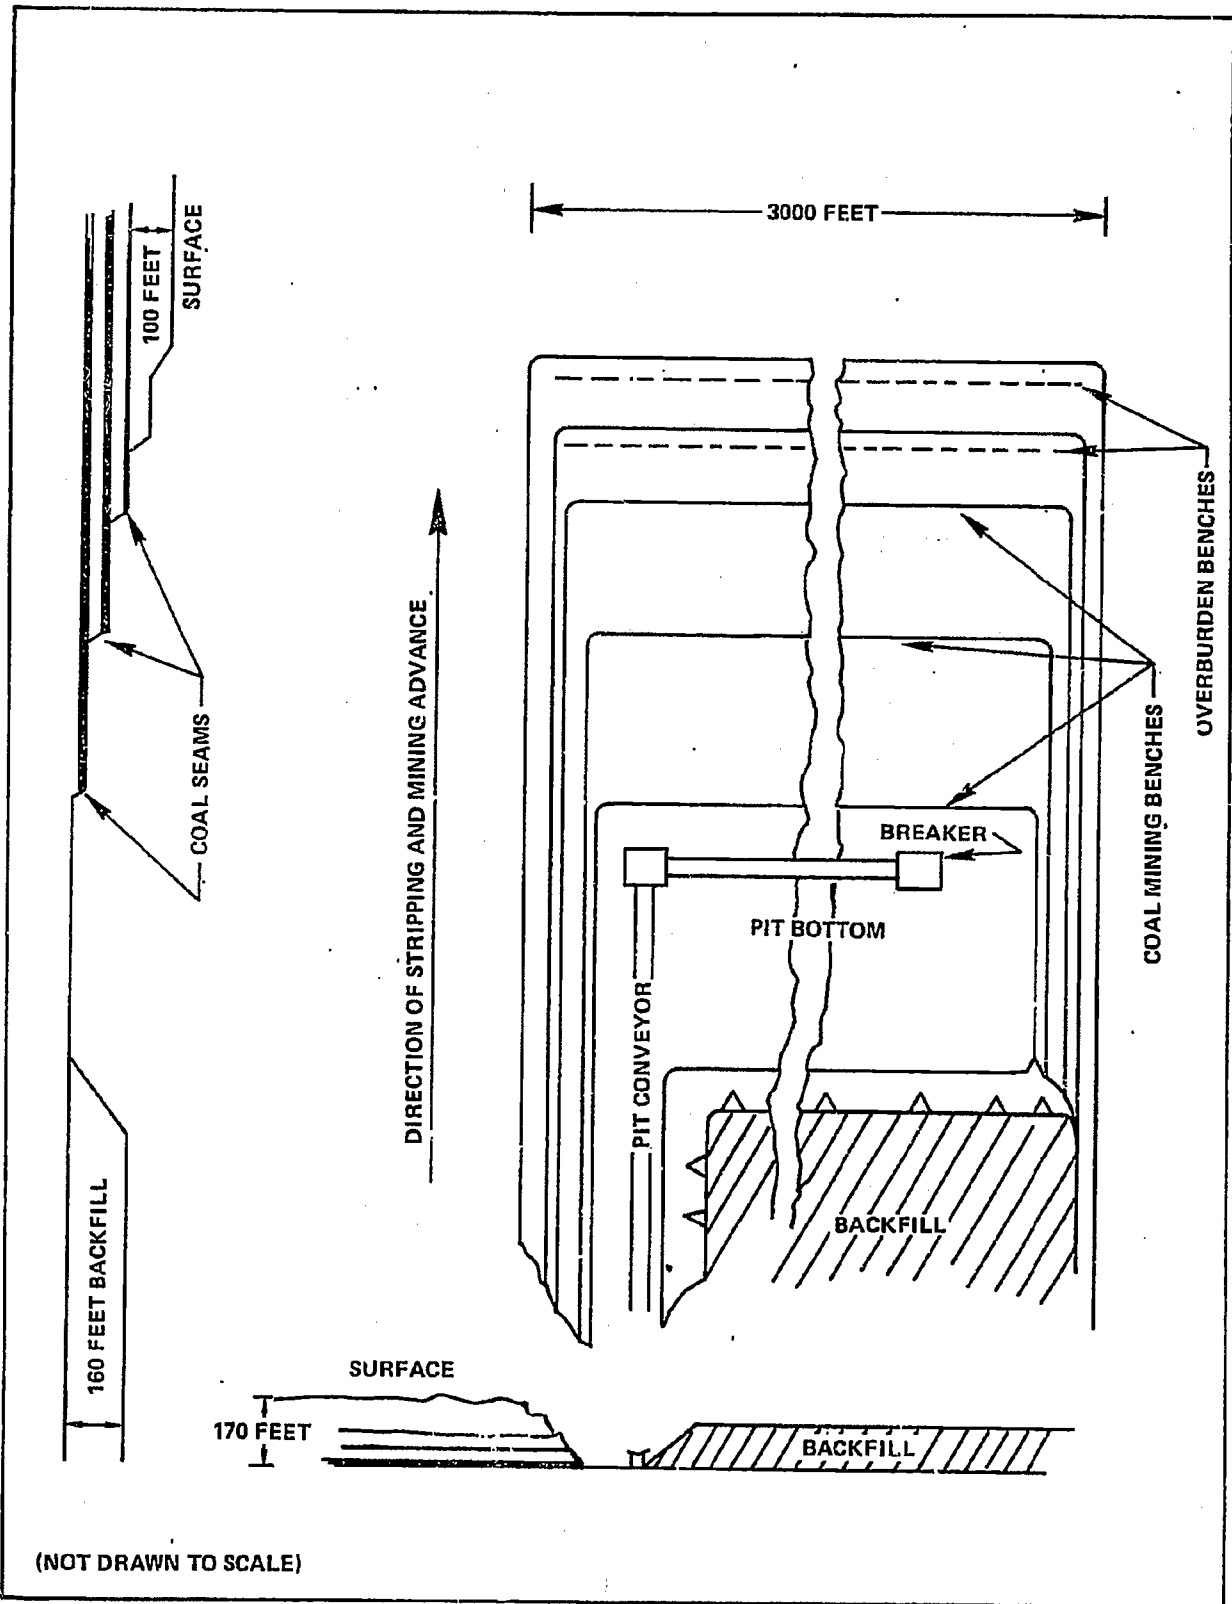 3000 FEET
100 FEET
SURFACE
COAL SEAMS
DIRECTION OF STRIPPING AND MINING ADVANCE
OVERBURDEN BENCHES
COAL MINING BENCHES
BREAKER
PIT BOTTOM
PIT CONVEYOR
BACKFILL
160 FEET BACKFILL
SURFACE
170 FEET
BACKFILL
(NOT DRAWN TO SCALE)